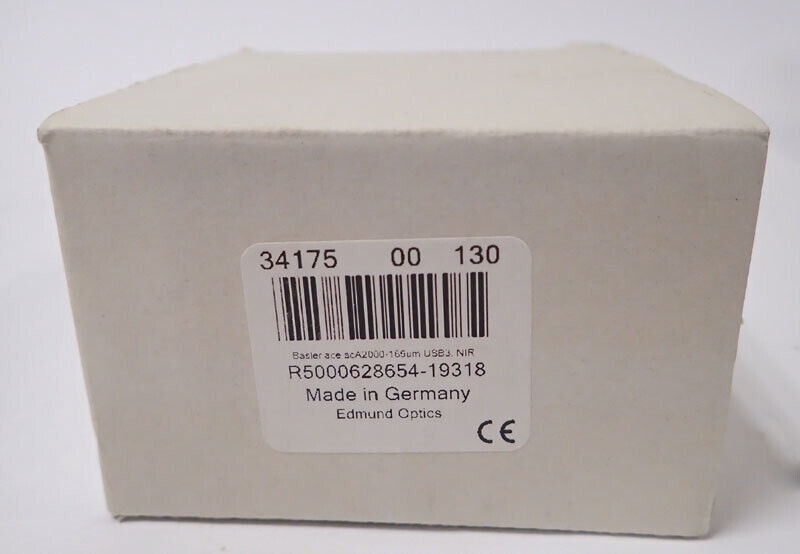 34175 00 130
Basler ace acA2000-165um USB3, NIR
R5000628654-19318
Made in Germany
Edmund Optics
CE